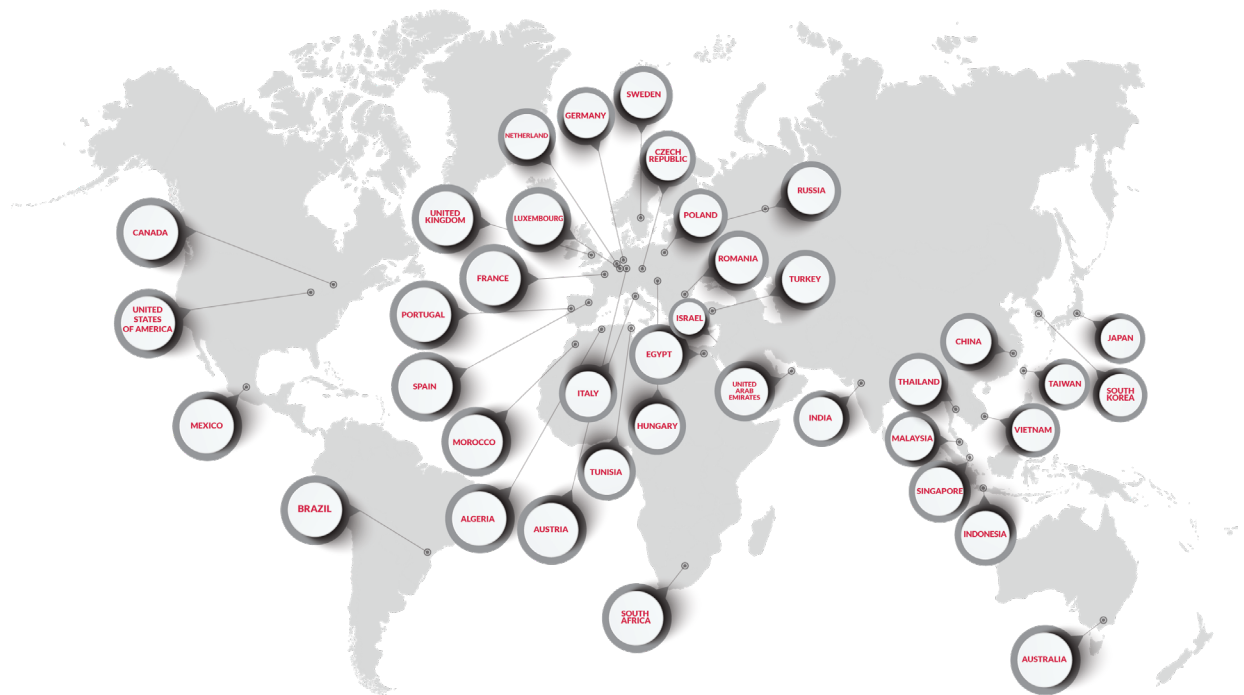 SWEDEN
GERMANY
NETHERLAND
CZECH
REPUBLIC
RUSSIA
UNITED
KINGDOM
LUXEMBOURG
POLAND
CANADA
ROMANIA
FRANCE
TURKEY
UNITED
STATES
OF AMERICA
PORTUGAL
ISRAEL
CHINA
JAPAN
EGYPT
SPAIN
ITALY
UNITED
ARAB
EMIRATES
THAILAND
TAIWAN
SOUTH
KOREA
MEXICO
HUNGARY
INDIA
MOROCCO
MALAYSIA
VIETNAM
TUNISIA
SINGAPORE
BRAZIL
ALGERIA
AUSTRIA
INDONESIA
SOUTH
AFRICA
AUSTRALIA